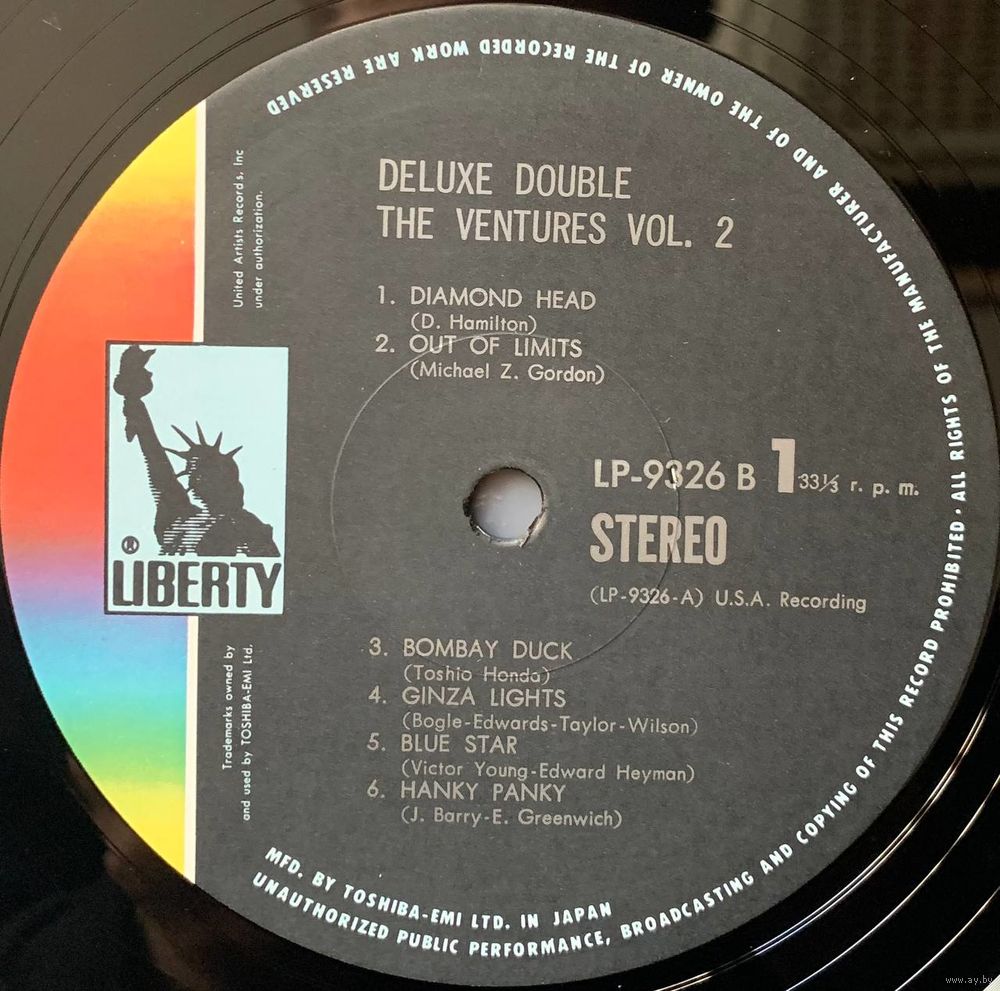 DELUXE DOUBLE
THE VENTURES VOL. 2
1. DIAMOND HEAD
(D. Hamilton)
2. OUT OF LIMITS
(Michael Z. Gordon)
LP-9326 B 1 33⅓ r. p. m.
STEREO
(LP-9326-A) U.S.A. Recording
3. BOMBAY DUCK
(Toshio Honda)
4. GINZA LIGHTS
(Bogle-Edwards-Taylor-Wilson)
5. BLUE STAR
(Victor Young-Edward Heyman)
6. HANKY PANKY
(J. Barry-E. Greenwich)
United Artists Records, Inc
under authorization.
® LIBERTY
Trademarks owned by
and used by TOSHIBA-EMI Ltd.
MFD. BY TOSHIBA-EMI LTD. IN JAPAN
UNAUTHORIZED PUBLIC PERFORMANCE, BROADCASTING AND COPYING OF THIS RECORD PROHIBITED · ALL RIGHTS OF THE MANUFACTURER AND OF THE OWNER OF THE RECORDED WORK ARE RESERVED
www.ay.by